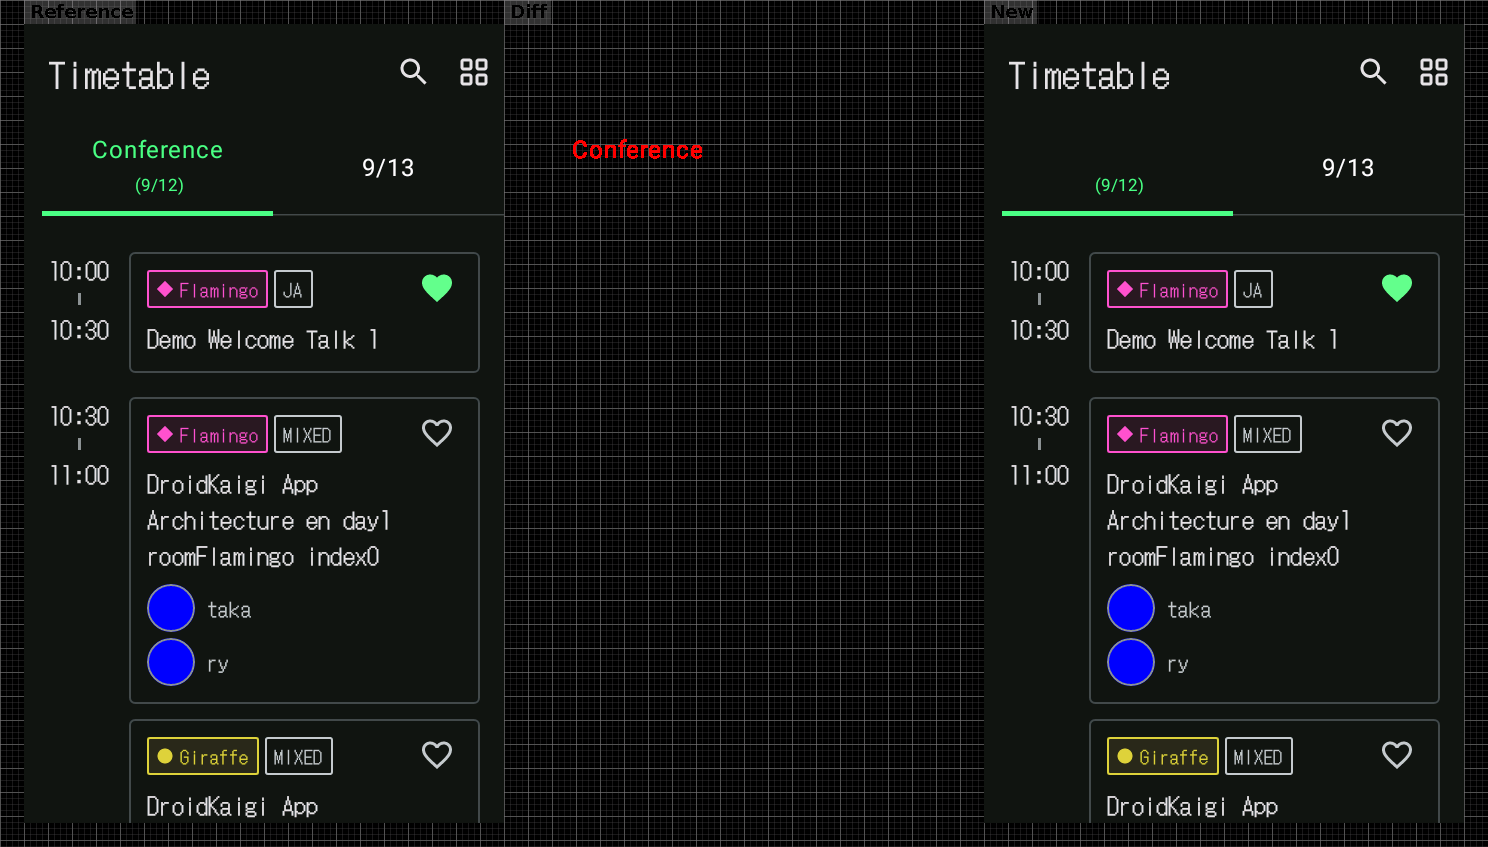 Reference
Diff
New
Timetable
Conference
(9/12)
9/13
10:00
10:30
Flamingo
JA
Demo Welcome Talk 1
10:30
11:00
Flamingo
MIXED
DroidKaigi App
Architecture en day1
roomFlamingo index0
taka
ry
Giraffe
MIXED
DroidKaigi App
Conference
Timetable
(9/12)
9/13
10:00
10:30
Flamingo
JA
Demo Welcome Talk 1
10:30
11:00
Flamingo
MIXED
DroidKaigi App
Architecture en day1
roomFlamingo index0
taka
ry
Giraffe
MIXED
DroidKaigi App